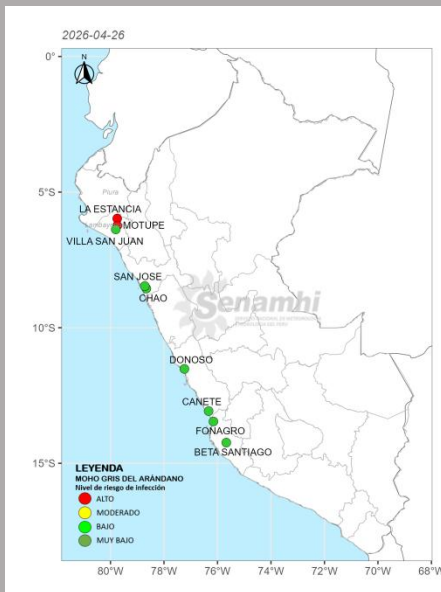 2026-04-26
N
0°
5°S
10°S
15°S
Piura
LA ESTANCIA
MOTUPE
VILLA SAN JUAN
SAN JOSE
CHAO
Senamhi
DONOSO
CANETE
FONAGRO
BETA SANTIAGO
LEYENDA
MOHO GRIS DEL ARÁNDANO
Nivel de riesgo de infección
ALTO
MODERADO
BAJO
MUY BAJO
80°W 78°W 76°W 74°W 72°W 70°W 68°W